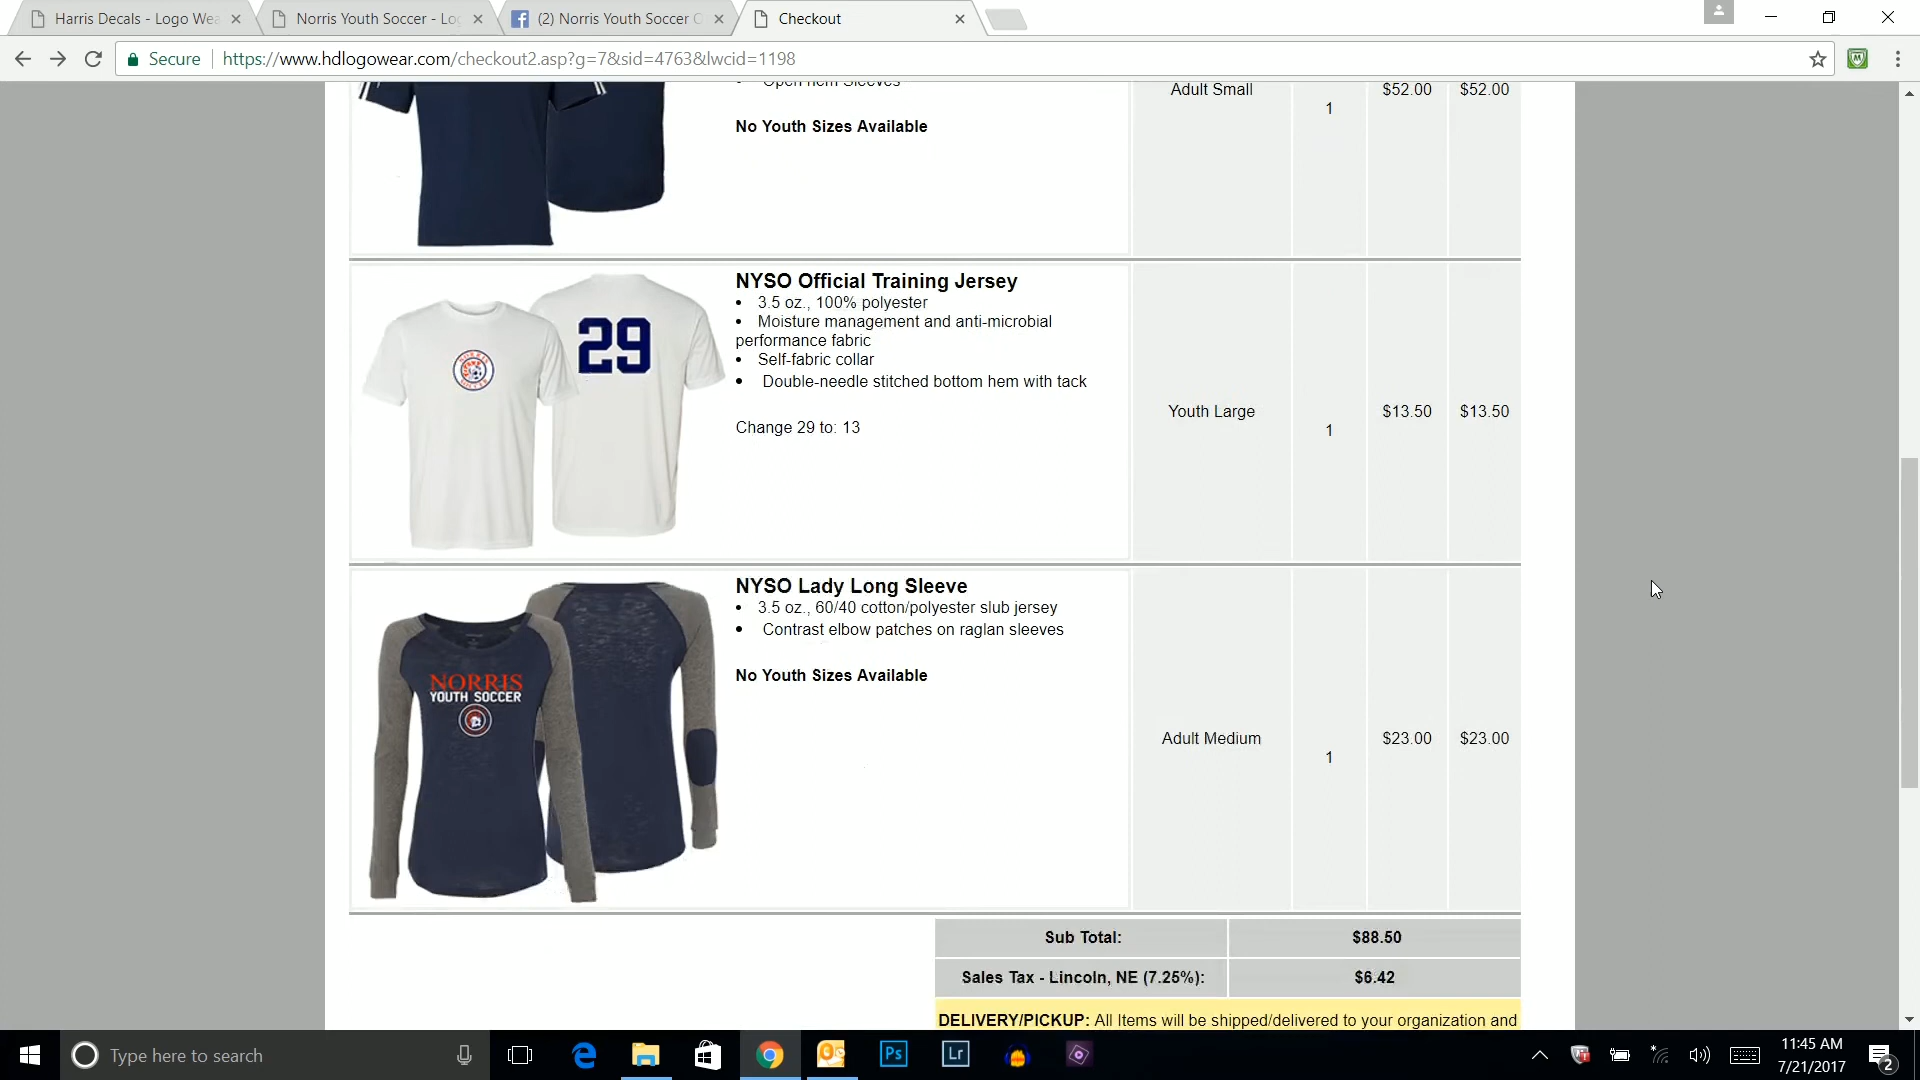 Harris Decals - Logo Wea
Norris Youth Soccer - Lo
(2) Norris Youth Soccer O
Checkout
Secure
https://www.hdlogowear.com/checkout2.asp?g=7&sid=4763&lwcid=1198
• Open hem Sleeves
No Youth Sizes Available
Adult Small
1
$52.00
$52.00
29
NYSO Official Training Jersey
• 3.5 oz., 100% polyester
• Moisture management and anti-microbial
performance fabric
• Self-fabric collar
• Double-needle stitched bottom hem with tack
Change 29 to: 13
Youth Large
1
$13.50
$13.50
NORRIS
YOUTH SOCCER
NYSO Lady Long Sleeve
• 3.5 oz., 60/40 cotton/polyester slub jersey
• Contrast elbow patches on raglan sleeves
No Youth Sizes Available
Adult Medium
1
$23.00
$23.00
Sub Total:
$88.50
Sales Tax - Lincoln, NE (7.25%):
$6.42
DELIVERY/PICKUP: All Items will be shipped/delivered to your organization and
Type here to search
Ps
Lr
11:45 AM
7/21/2017
2